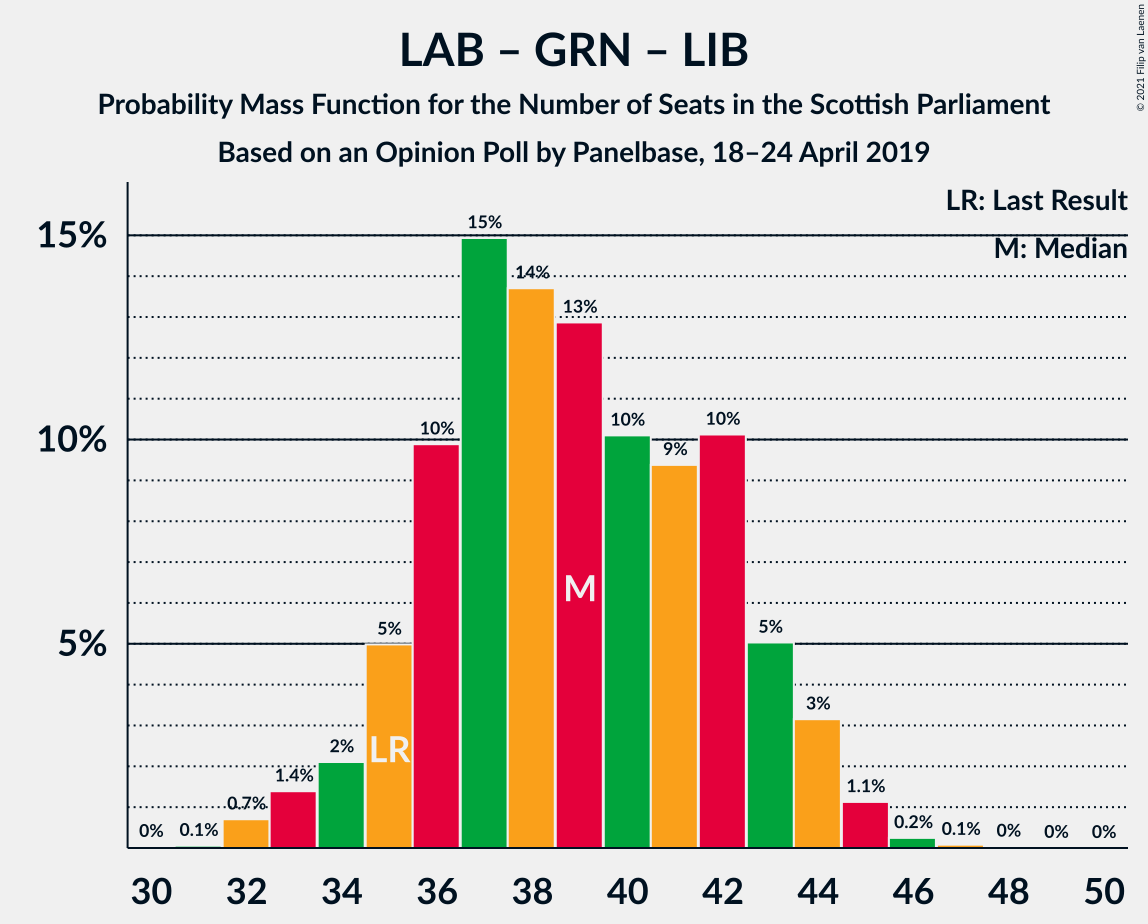 LAB – GRN – LIB
Probability Mass Function for the Number of Seats in the Scottish Parliament
Based on an Opinion Poll by Panelbase, 18–24 April 2019
© 2021 Filip van Laenen
LR: Last Result
M: Median
15%
10%
5%
0%
0.1%
0.7%
1.4%
2%
5%
10%
15%
14%
13%
10%
9%
10%
5%
3%
1.1%
0.2%
0.1%
0%
0%
0%
LR
M
30 32 34 36 38 40 42 44 46 48 50